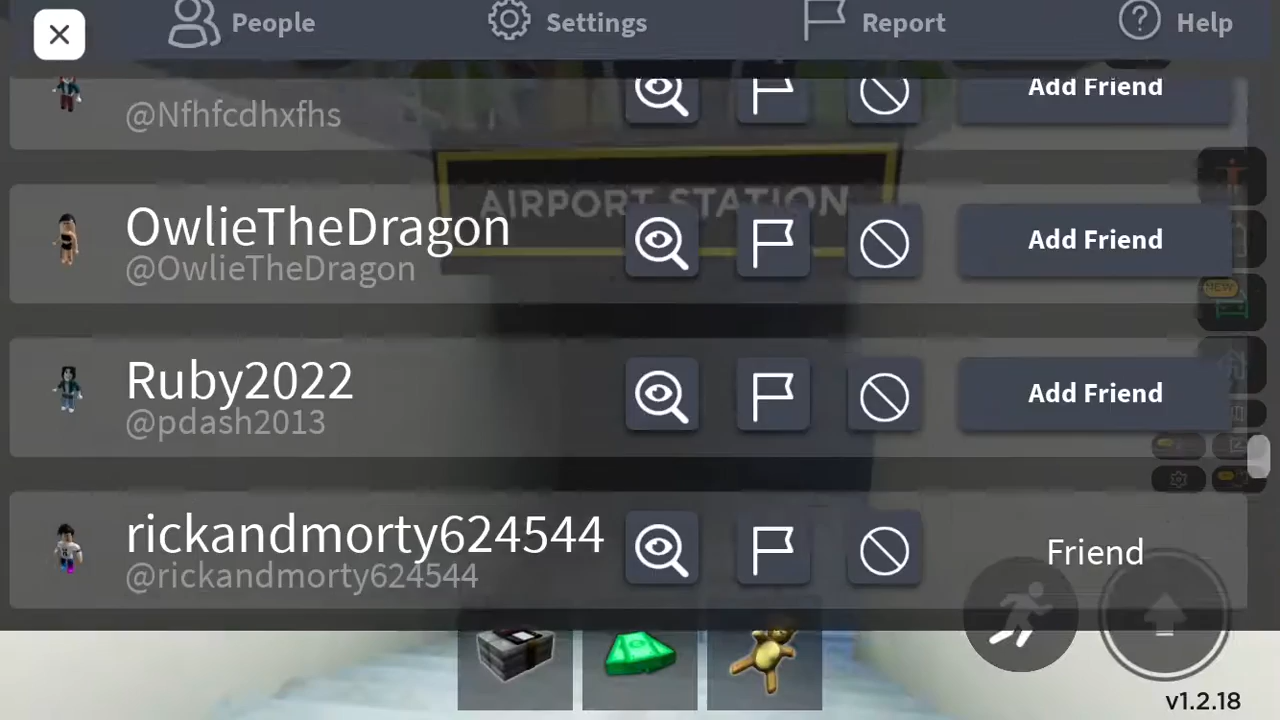 People
Settings
Report
Help
@Nfhfcdhxfhs
Add Friend
AIRPORT STATION
OwlieTheDragon
@OwlieTheDragon
Add Friend
NEW
Ruby2022
@pdash2013
Add Friend
rickandmorty624544
@rickandmorty624544
Friend
v1.2.18